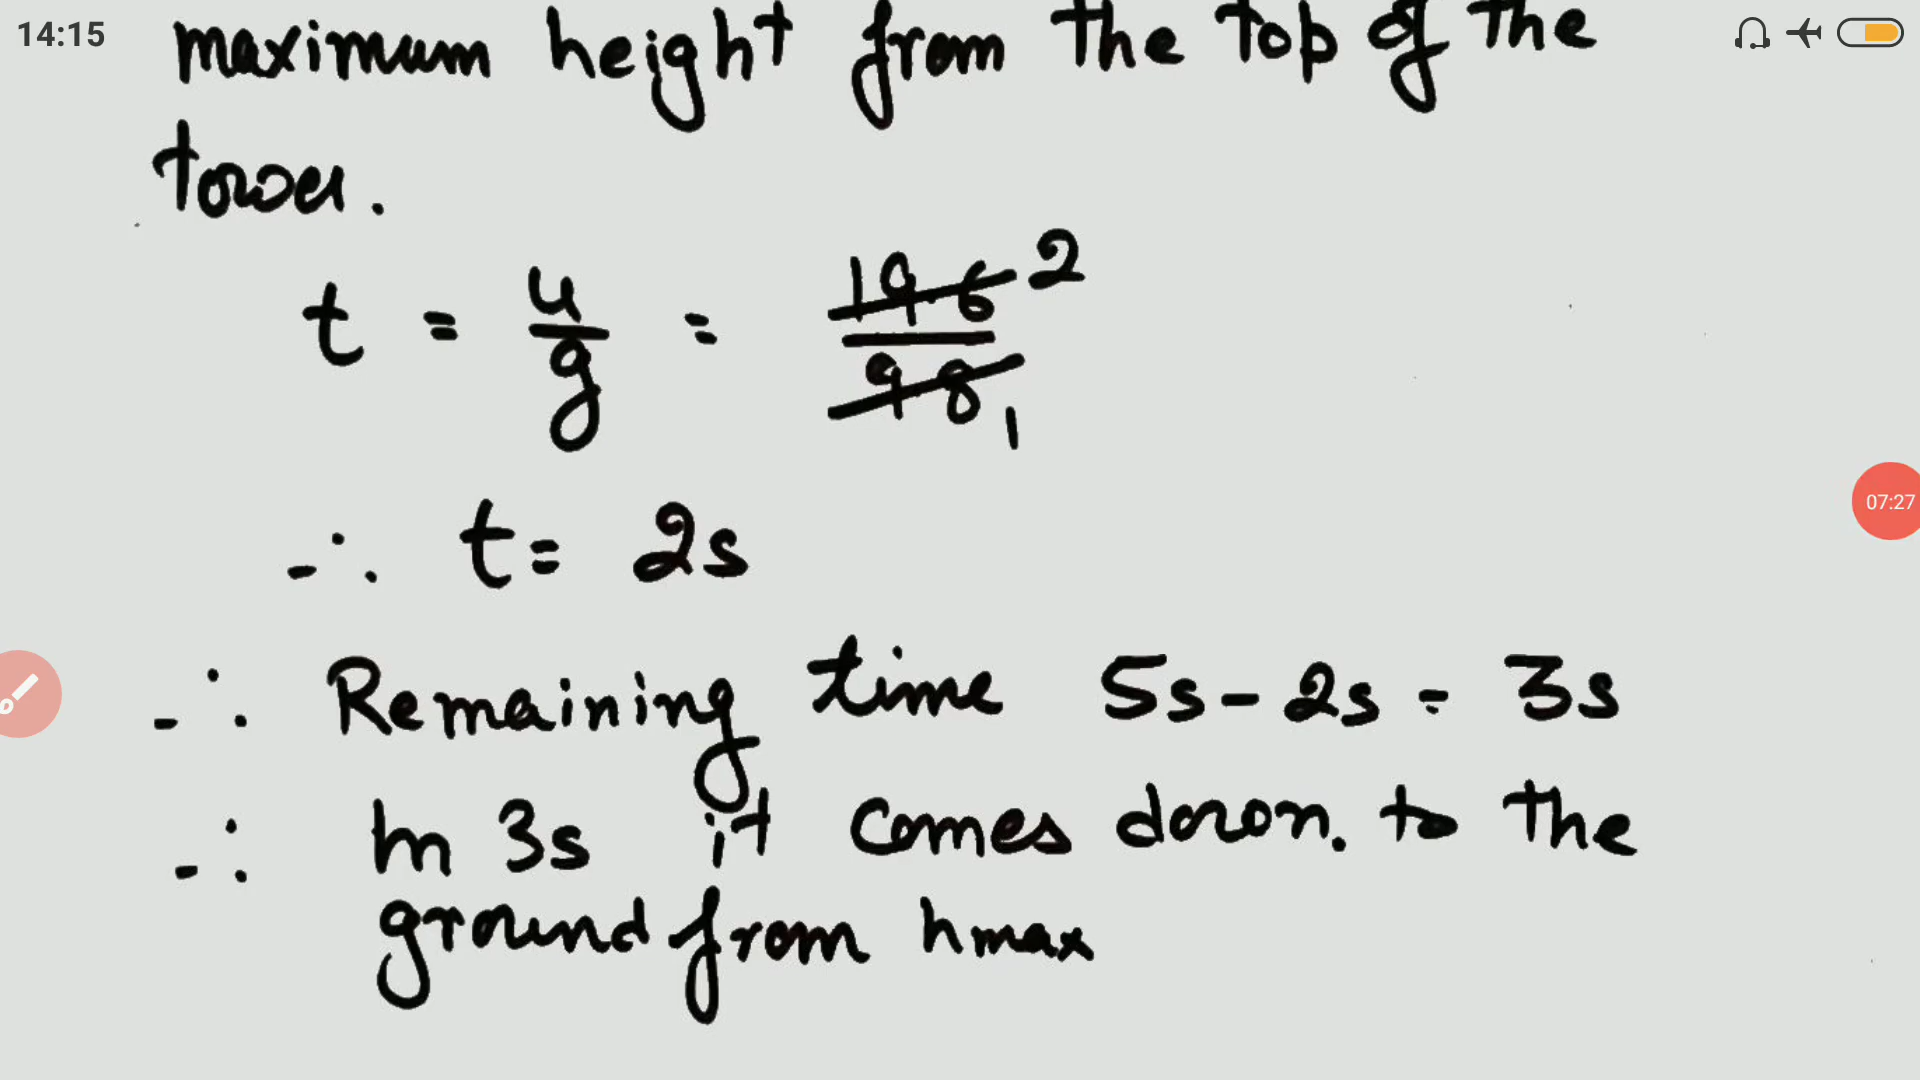 14:15
maximum height from the top of the
tower.
t = u/g = 19.6/9.8 2 1
∴ t = 2s
07:27
∴ Remaining time 5s - 2s = 3s
∴ In 3s it comes down. to the
ground from hmax